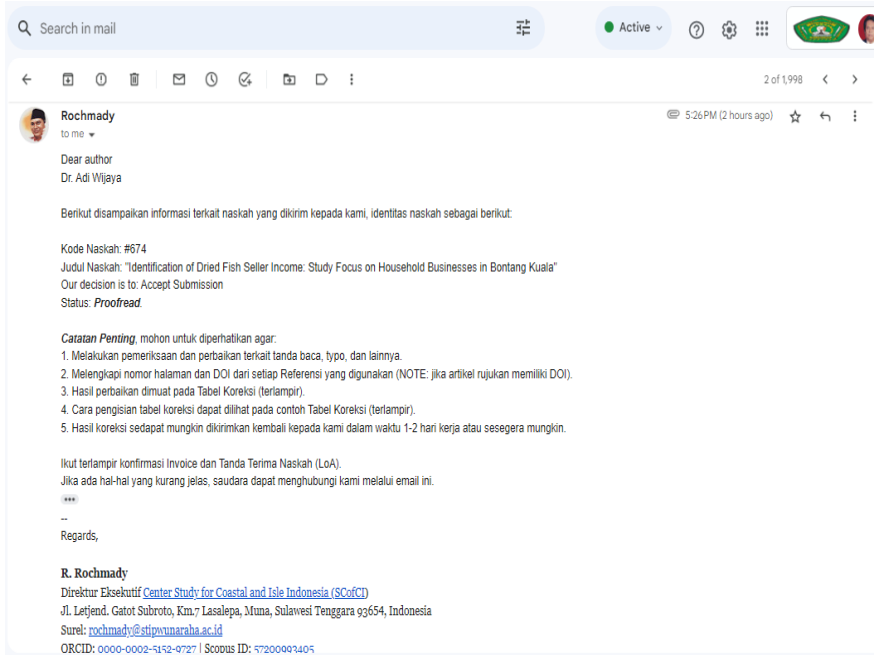 Search in mail
Active
2 of 1,998
Rochmady
5:26 PM (2 hours ago)
to me
Dear author
Dr. Adi Wijaya
Berikut disampaikan informasi terkait naskah yang dikirim kepada kami, identitas naskah sebagai berikut:
Kode Naskah: #674
Judul Naskah: "Identification of Dried Fish Seller Income: Study Focus on Household Businesses in Bontang Kuala"
Our decision is to: Accept Submission
Status: Proofread.
Catatan Penting, mohon untuk diperhatikan agar:
1. Melakukan pemeriksaan dan perbaikan terkait tanda baca, typo, dan lainnya.
2. Melengkapi nomor halaman dan DOI dari setiap Referensi yang digunakan (NOTE: jika artikel rujukan memiliki DOI).
3. Hasil perbaikan dimuat pada Tabel Koreksi (terlampir).
4. Cara pengisian tabel koreksi dapat dilihat pada contoh Tabel Koreksi (terlampir).
5. Hasil koreksi sedapat mungkin dikirimkan kembali kepada kami dalam waktu 1-2 hari kerja atau sesegera mungkin.
Ikut terlampir konfirmasi Invoice dan Tanda Terima Naskah (LoA).
Jika ada hal-hal yang kurang jelas, saudara dapat menghubungi kami melalui email ini.
--
Regards,
R. Rochmady
Direktur Eksekutif Center Study for Coastal and Isle Indonesia (SCofCI)
Jl. Letjend. Gatot Subroto, Km.7 Lasalepa, Muna, Sulawesi Tenggara 93654, Indonesia
Surel: rochmady@stipwunaraha.ac.id
ORCID: 0000-0002-5152-9727 | Scopus ID: 57200993405